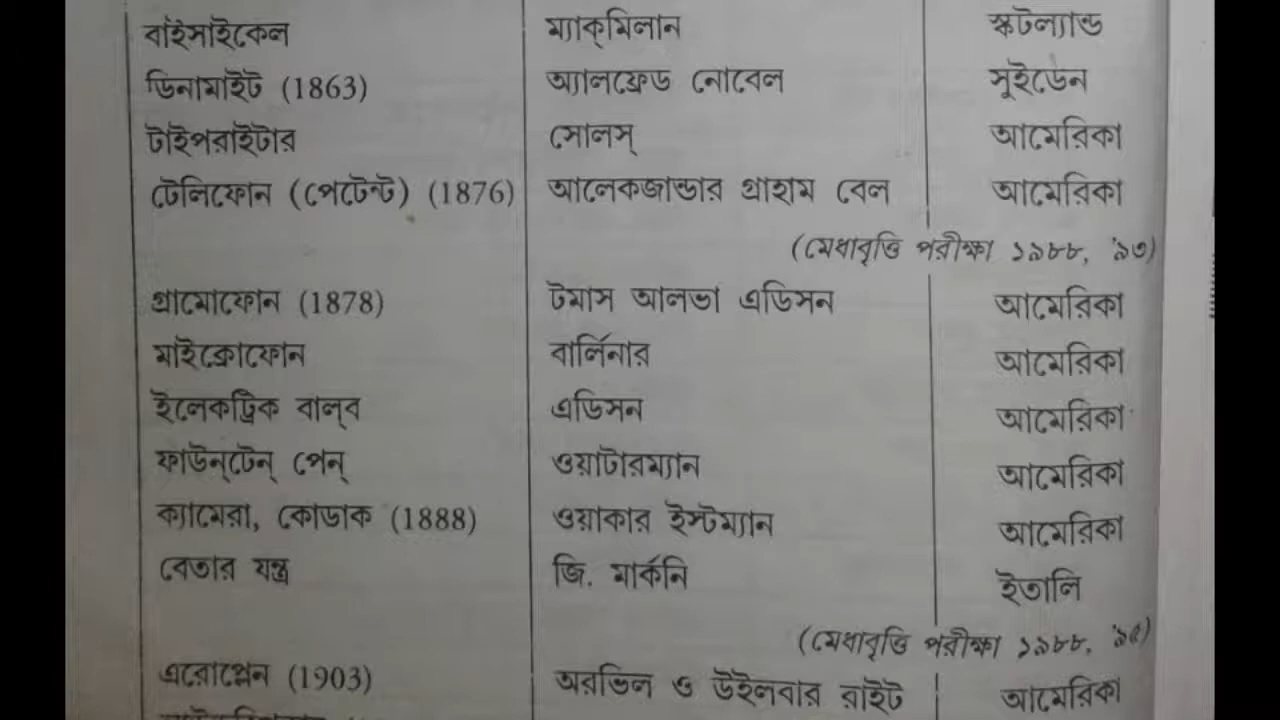 বাইসাইকেল ম্যাক্‌মিলান স্কটল্যান্ড
ডিনামাইট (1863) অ্যালফ্রেড নোবেল সুইডেন
টাইপরাইটার সোলস্ আমেরিকা
টেলিফোন (পেটেন্ট) (1876) আলেকজান্ডার গ্রাহাম বেল আমেরিকা
(মেধাবৃত্তি পরীক্ষা ১৯৮৮, '৯৩)
গ্রামোফোন (1878) টমাস আলভা এডিসন আমেরিকা
মাইক্রোফোন বার্লিনার আমেরিকা
ইলেকট্রিক বাল্‌ব এডিসন আমেরিকা
ফাউন্‌টেন্ পেন্ ওয়াটারম্যান আমেরিকা
ক্যামেরা, কোডাক (1888) ওয়াকার ইস্টম্যান আমেরিকা
বেতার যন্ত্র জি. মার্কনি ইতালি
(মেধাবৃত্তি পরীক্ষা ১৯৮৮, '৯৫)
এরোপ্লেন (1903) অরভিল ও উইলবার রাইট আমেরিকা